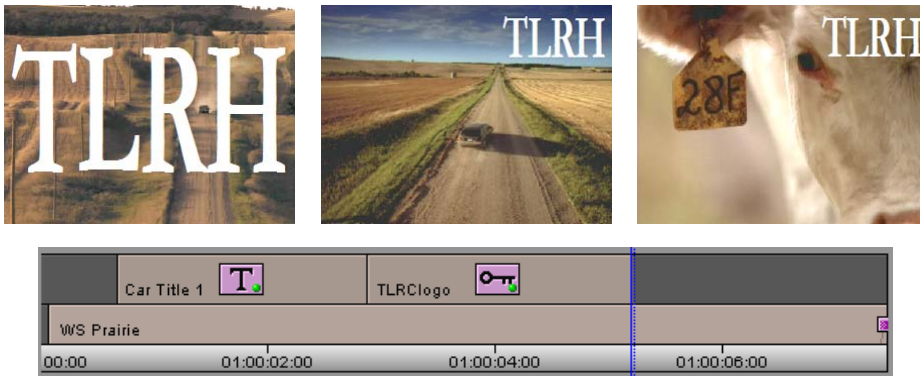 TLRH
TLRH
TLRH
28F
Car Title 1 T. TLRClogo
WS Prairie
00:00 01:00:02:00 01:00:04:00 01:00:06:00